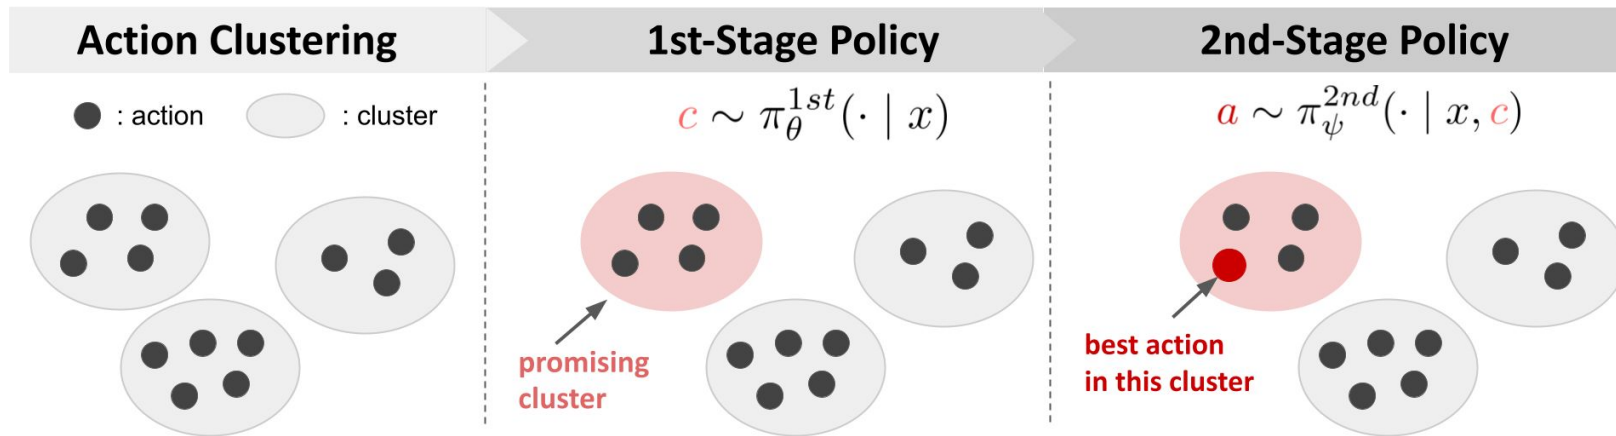 Action Clustering
1st-Stage Policy
2nd-Stage Policy
: action
: cluster
c ∼ π_θ^{1st}(· | x)
a ∼ π_ψ^{2nd}(· | x, c)
promising
cluster
best action
in this cluster